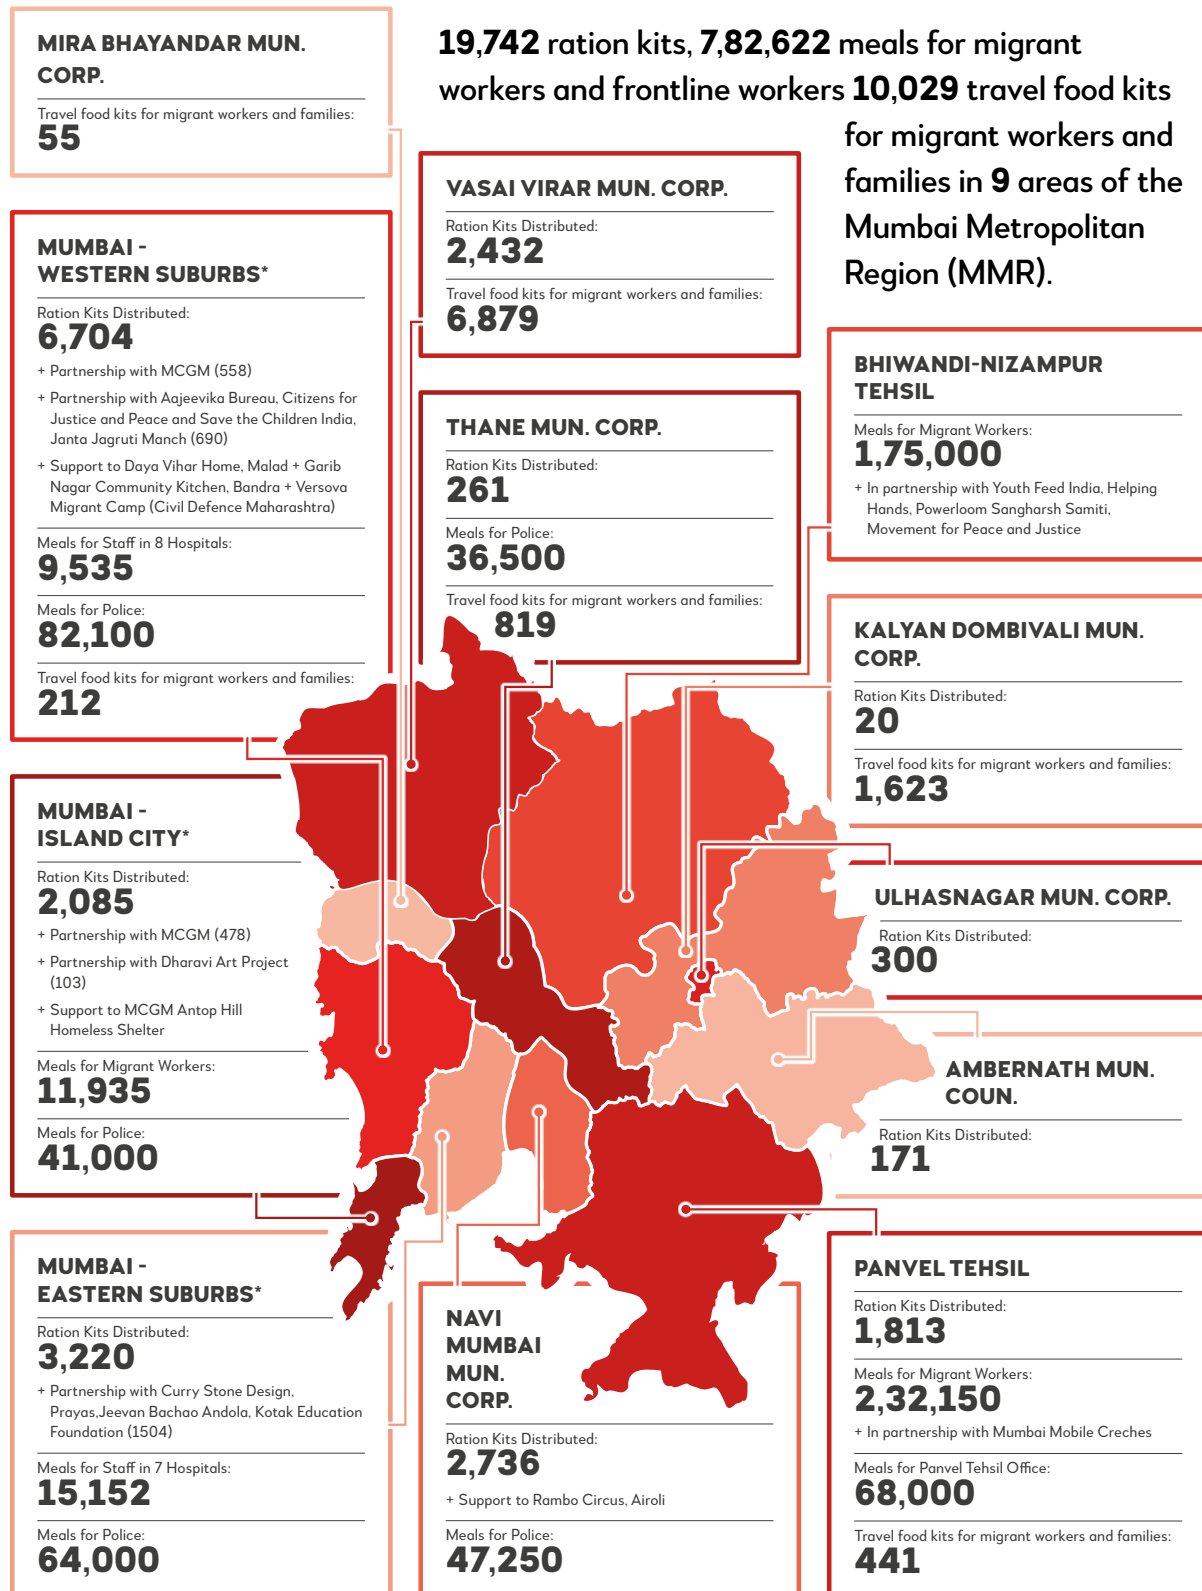 MIRA BHAYANDAR MUN.
CORP.
Travel food kits for migrant workers and families:
55
19,742 ration kits, 7,82,622 meals for migrant
workers and frontline workers 10,029 travel food kits
for migrant workers and
families in 9 areas of the
Mumbai Metropolitan
Region (MMR).
MUMBAI -
WESTERN SUBURBS*
Ration Kits Distributed:
6,704
+ Partnership with MCGM (558)
+ Partnership with Aajeevika Bureau, Citizens for
Justice and Peace and Save the Children India,
Janta Jagruti Manch (690)
+ Support to Daya Vihar Home, Malad + Garib
Nagar Community Kitchen, Bandra + Versova
Migrant Camp (Civil Defence Maharashtra)
Meals for Staff in 8 Hospitals:
9,535
Meals for Police:
82,100
Travel food kits for migrant workers and families:
212
VASAI VIRAR MUN. CORP.
Ration Kits Distributed:
2,432
Travel food kits for migrant workers and families:
6,879
THANE MUN. CORP.
Ration Kits Distributed:
261
Meals for Police:
36,500
Travel food kits for migrant workers and families:
819
BHIWANDI-NIZAMPUR
TEHSIL
Meals for Migrant Workers:
1,75,000
+ In partnership with Youth Feed India, Helping
Hands, Powerloom Sangharsh Samiti,
Movement for Peace and Justice
KALYAN DOMBIVALI MUN.
CORP.
Ration Kits Distributed:
20
Travel food kits for migrant workers and families:
1,623
MUMBAI -
ISLAND CITY*
Ration Kits Distributed:
2,085
+ Partnership with MCGM (478)
+ Partnership with Dharavi Art Project
(103)
+ Support to MCGM Antop Hill
Homeless Shelter
Meals for Migrant Workers:
11,935
Meals for Police:
41,000
ULHASNAGAR MUN. CORP.
Ration Kits Distributed:
300
AMBERNATH MUN.
COUN.
Ration Kits Distributed:
171
MUMBAI -
EASTERN SUBURBS*
Ration Kits Distributed:
3,220
+ Partnership with Curry Stone Design,
Prayas,Jeevan Bachao Andola, Kotak Education
Foundation (1504)
Meals for Staff in 7 Hospitals:
15,152
Meals for Police:
64,000
NAVI
MUMBAI
MUN.
CORP.
Ration Kits Distributed:
2,736
+ Support to Rambo Circus, Airoli
Meals for Police:
47,250
PANVEL TEHSIL
Ration Kits Distributed:
1,813
Meals for Migrant Workers:
2,32,150
+ In partnership with Mumbai Mobile Creches
Meals for Panvel Tehsil Office:
68,000
Travel food kits for migrant workers and families:
441